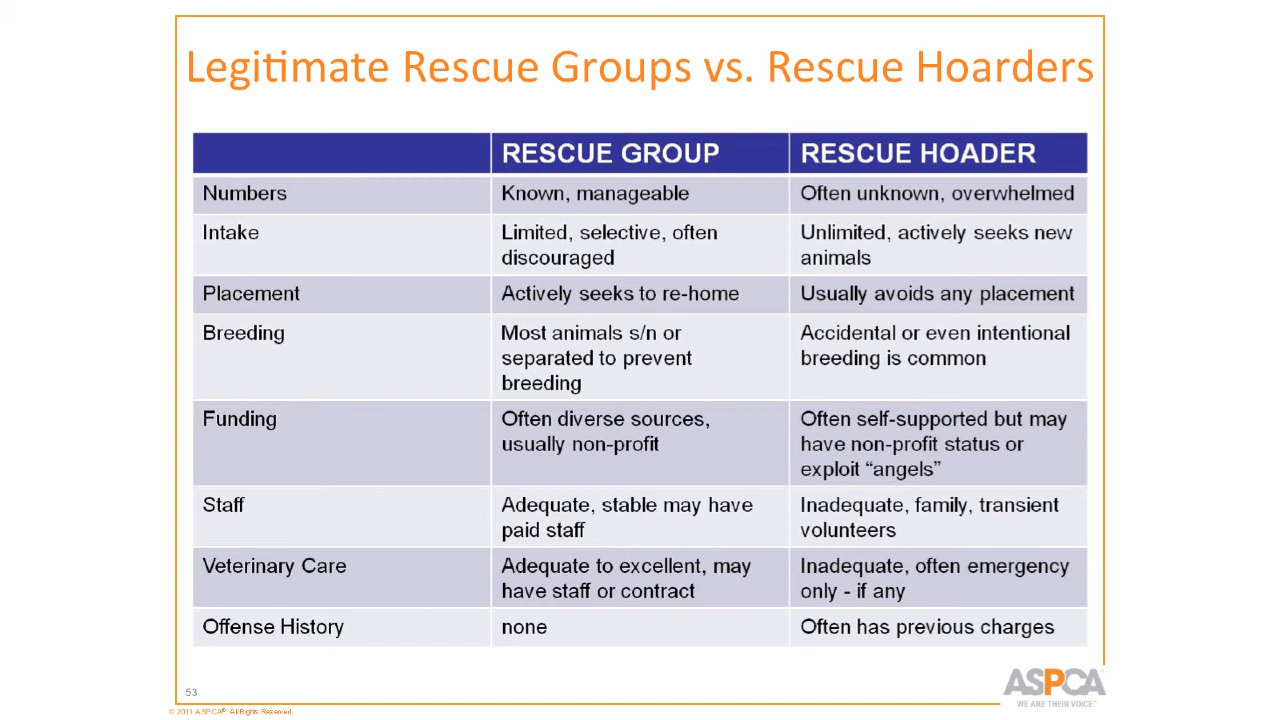 Legitimate Rescue Groups vs. Rescue Hoarders
RESCUE GROUP
RESCUE HOADER
Numbers
Known, manageable
Often unknown, overwhelmed
Intake
Limited, selective, often
discouraged
Unlimited, actively seeks new
animals
Placement
Actively seeks to re-home
Usually avoids any placement
Breeding
Most animals s/n or
separated to prevent
breeding
Accidental or even intentional
breeding is common
Funding
Often diverse sources,
usually non-profit
Often self-supported but may
have non-profit status or
exploit “angels”
Staff
Adequate, stable may have
paid staff
Inadequate, family, transient
volunteers
Veterinary Care
Adequate to excellent, may
have staff or contract
Inadequate, often emergency
only - if any
Offense History
none
Often has previous charges
53
ASPCA
WE ARE THEIR VOICE™
© 2011 ASPCA® All Rights Reserved.